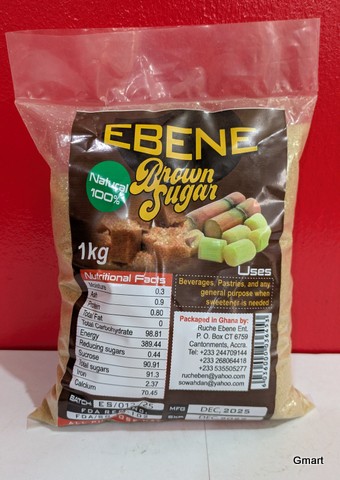 EBENE
Brown
Sugar
Natural
100%
1kg
Nutritional Facts
Moisture 0.3
Ash 0.9
Protein 0.80
Total Fat 0
Total Carbohydrate 98.81
Energy 389.44
Reducing sugars 0.44
Sucrose 90.91
Total sugars 91.3
Iron 2.37
Calcium 70.45
Uses
Beverages, Pastries, and any
general purpose when
sweetener is needed
Packaged in Ghana by:
Ruche Ebene Ent.
P. O. Box CT 6759
Cantonments, Accra.
Tel: +233 244709144
+233 268064418
+233 535505277
rucheben@yahoo.com
sowahdan@yahoo.com
BATCH
MFG DEC, 2025
Gmart